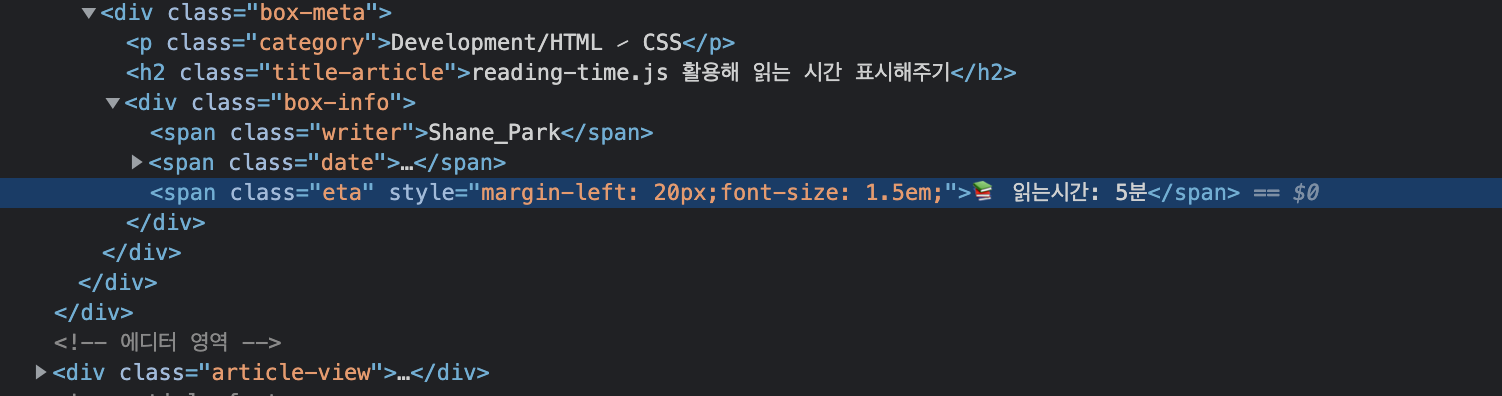 ▼<div class="box-meta">
<p class="category">Development/HTML - CSS</p>
<h2 class="title-article">reading-time.js 활용해 읽는 시간 표시해주기</h2>
▼<div class="box-info">
<span class="writer">Shane_Park</span>
▶<span class="date">…</span>
<span class="eta" style="margin-left: 20px;font-size: 1.5em;">📚 읽는시간: 5분</span> == $0
</div>
</div>
</div>
</div>
<!-- 에디터 영역 -->
▶<div class="article-view">…</div>